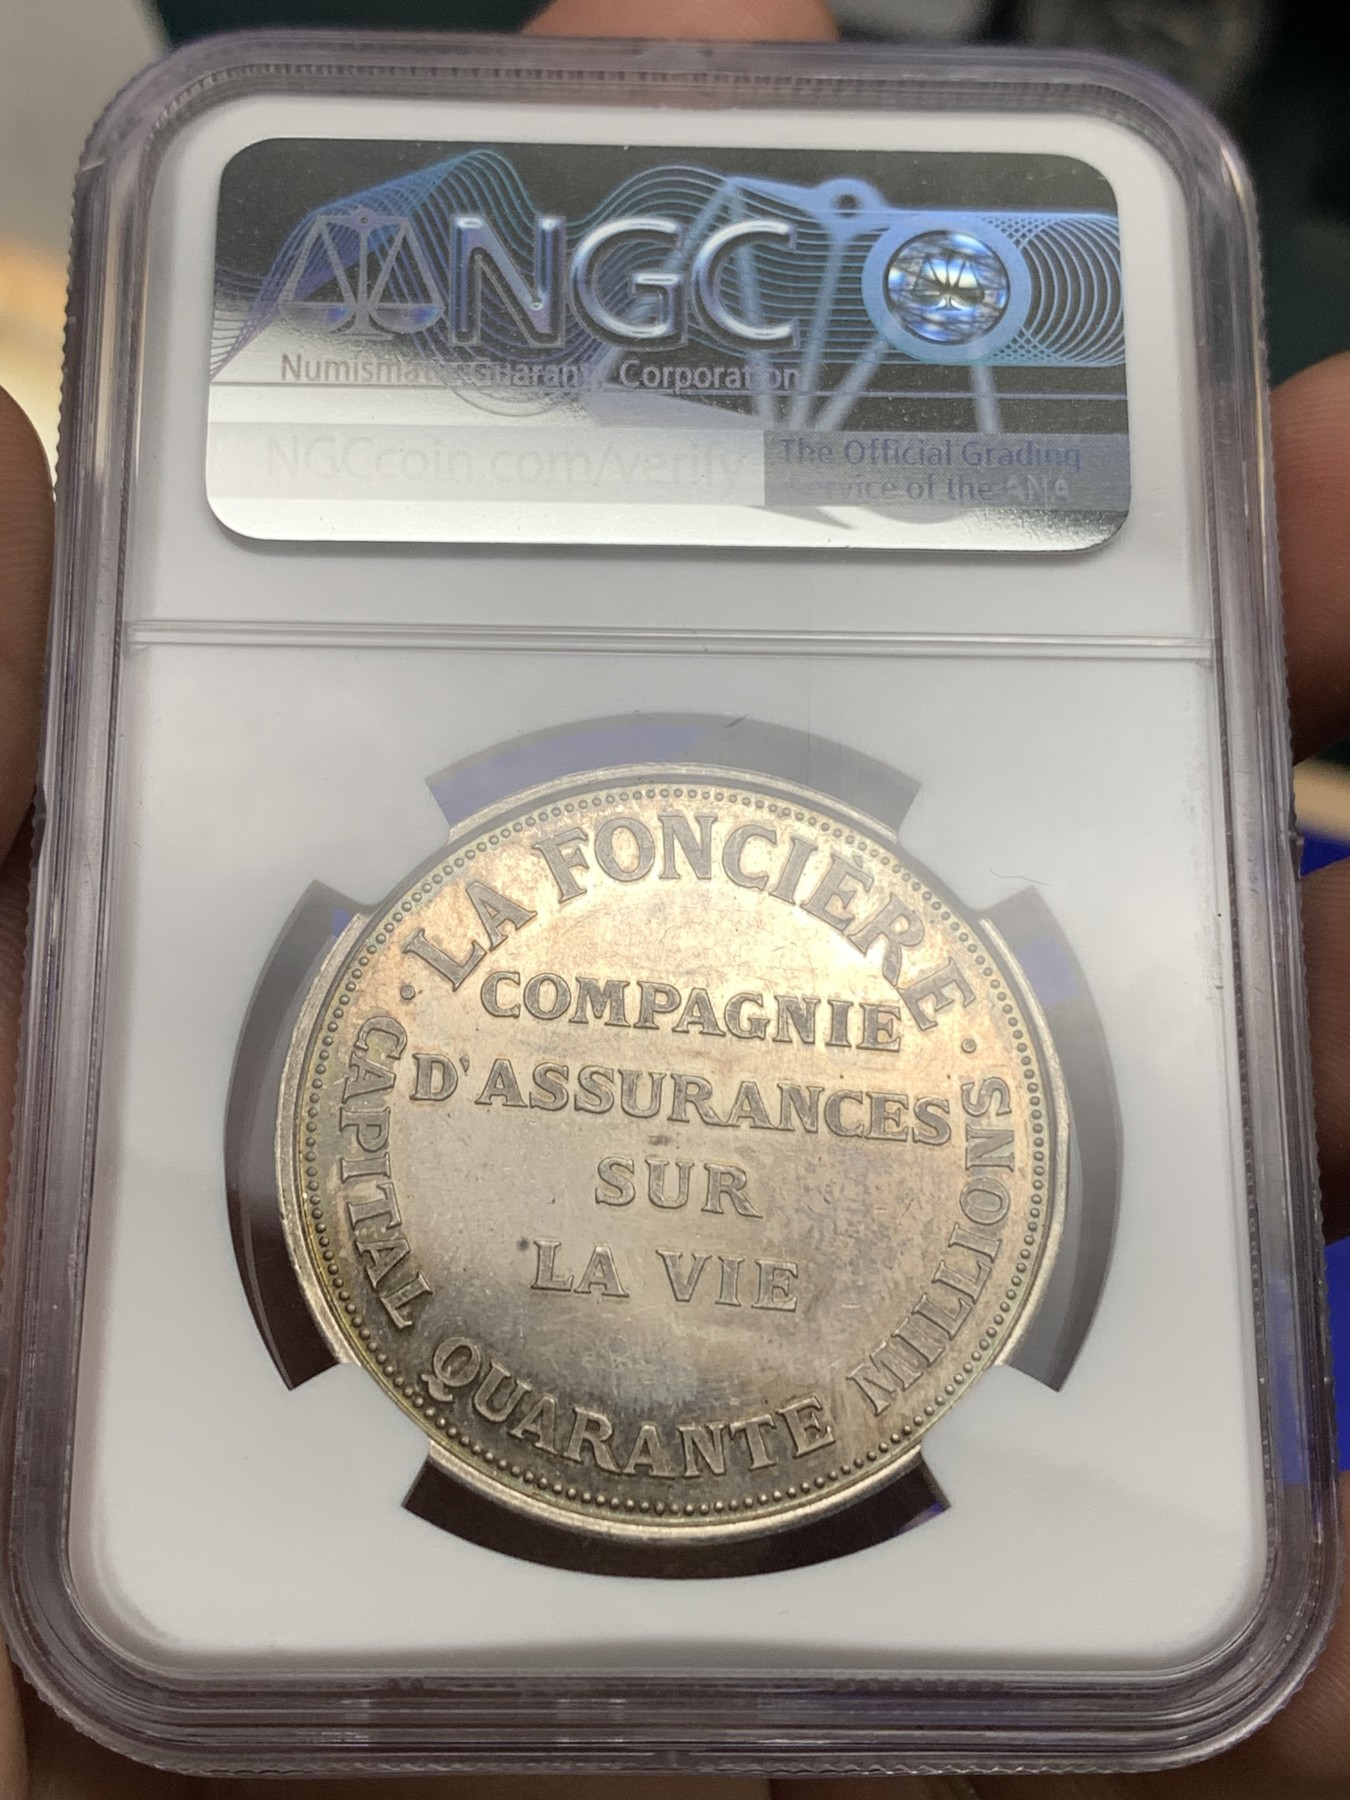 NGC
Numismatic Guaranty Corporation
NGCcoin.com/verify
The Official Grading
Service of the ANA
· LA FONCIÈRE ·
COMPAGNIE
D'ASSURANCES
SUR
LA VIE
CAPITAL QUARANTE MILLIONS